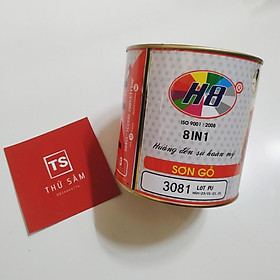 H8
®
ISO 9001 : 2008
8IN1
Hướng đến sự hoàn mỹ
SƠN GỖ
3081 LÓT PU
TS
THỦ SÂM